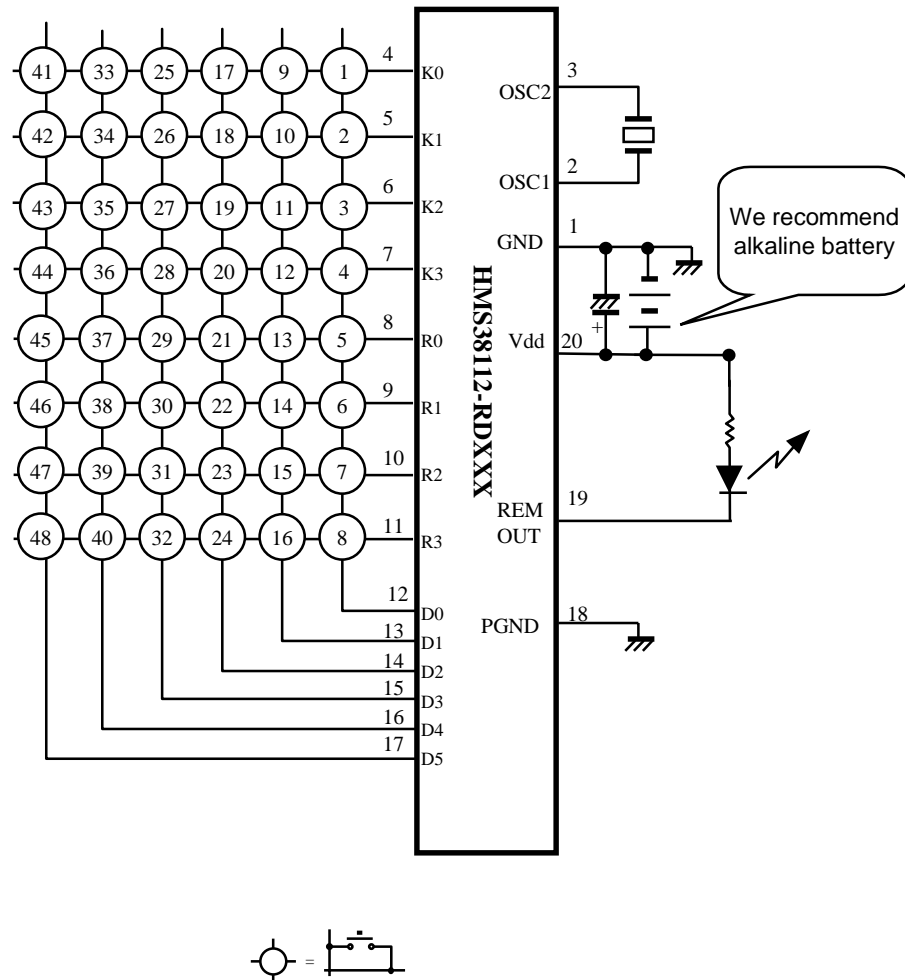 41 33 25 17 9 1 4 K0
42 34 26 18 10 2 5 K1
43 35 27 19 11 3 6 K2
44 36 28 20 12 4 7 K3
45 37 29 21 13 5 8 R0
46 38 30 22 14 6 9 R1
47 39 31 23 15 7 10 R2
48 40 32 24 16 8 11 R3
12 D0
13 D1
14 D2
15 D3
16 D4
17 D5
HMS38112-RDXXX
OSC2 3
OSC1 2
GND 1
Vdd 20
+
REM 19
OUT
PGND 18
We recommend
alkaline battery
=